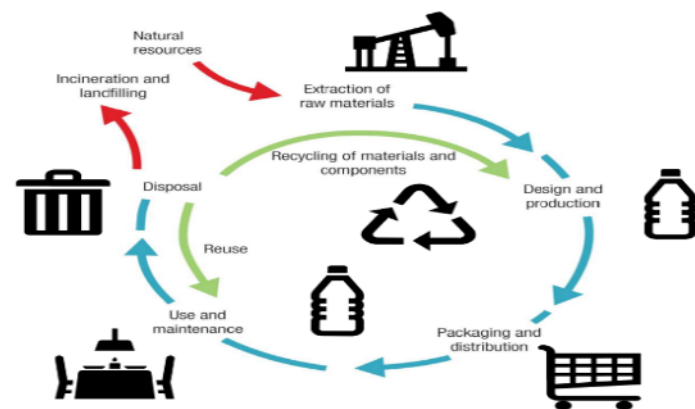 Natural
resources
Incineration and
landfilling
Extraction of
raw materials
Recycling of materials and
components
Disposal
Design and
production
Reuse
Use and
maintenance
Packaging and
distribution